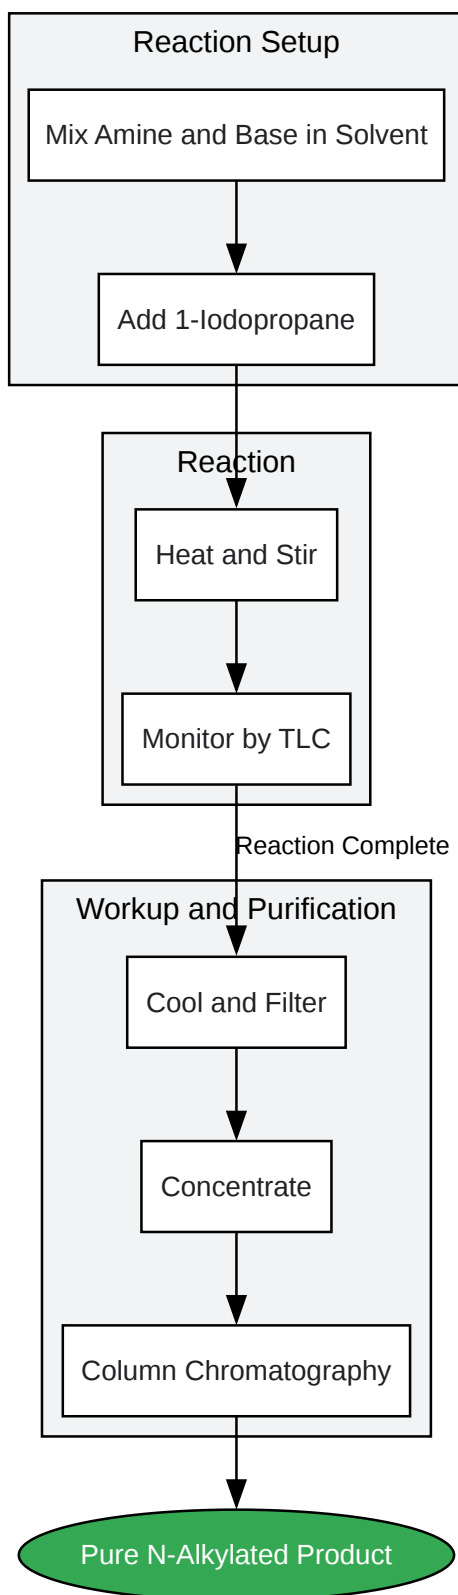 Reaction Setup
Mix Amine and Base in Solvent
Add 1-Iodopropane
Reaction
Heat and Stir
Monitor by TLC
Reaction Complete
Workup and Purification
Cool and Filter
Concentrate
Column Chromatography
Pure N-Alkylated Product